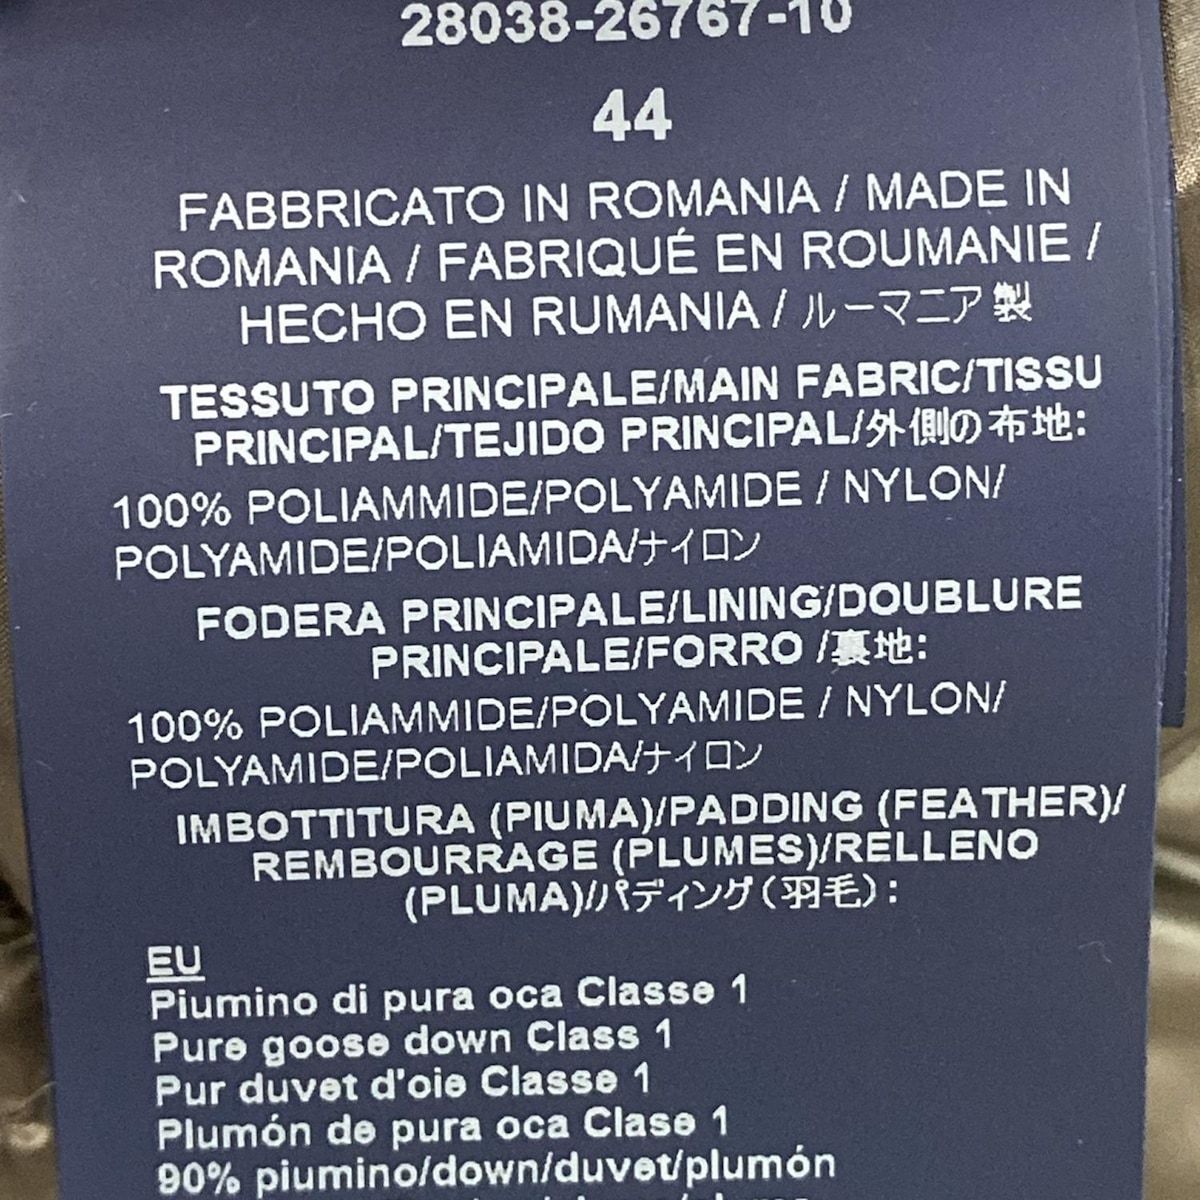 28038-26767-10
44
FABBRICATO IN ROMANIA / MADE IN
ROMANIA / FABRIQUÉ EN ROUMANIE /
HECHO EN RUMANIA / ルーマニア製
TESSUTO PRINCIPALE/MAIN FABRIC/TISSU
PRINCIPAL/TEJIDO PRINCIPAL/外側の布地:
100% POLIAMMIDE/POLYAMIDE / NYLON/
POLYAMIDE/POLIAMIDA/ナイロン
FODERA PRINCIPALE/LINING/DOUBLURE
PRINCIPALE/FORRO /裏地:
100% POLIAMMIDE/POLYAMIDE / NYLON/
POLYAMIDE/POLIAMIDA/ナイロン
IMBOTTITURA (PIUMA)/PADDING (FEATHER)/
REMBOURRAGE (PLUMES)/RELLENO
(PLUMA)/パディング(羽毛):
EU
Piumino di pura oca Classe 1
Pure goose down Class 1
Pur duvet d'oie Classe 1
Plumón de pura oca Clase 1
90% piumino/down/duvet/plumón